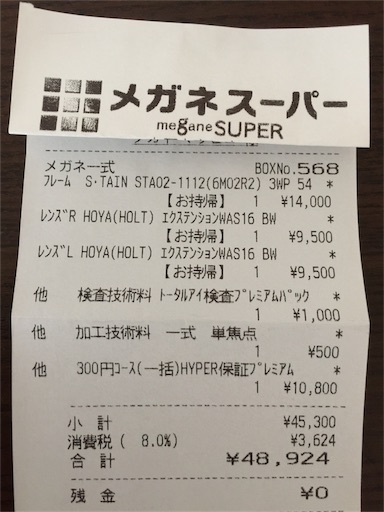 メガネスーパー
meganeSUPER
メガネ一式 BOXNo.568
フレーム S・TAIN STA02-1112(6M02R2) 3WP 54 *
【お持帰】 1 ¥14,000
レンズR HOYA(HOLT) エクステンションWAS16 BW *
【お持帰】 1 ¥9,500
レンズL HOYA(HOLT) エクステンションWAS16 BW *
【お持帰】 1 ¥9,500
他 検査技術料 トータルアイ検査プレミアムパック *
1 ¥1,000
他 加工技術料 一式 単焦点 *
1 ¥500
他 300円コース(一括)HYPER保証プレミアム *
1 ¥10,800
小 計 ¥45,300
消費税( 8.0%) ¥3,624
合 計 ¥48,924
残 金 ¥0